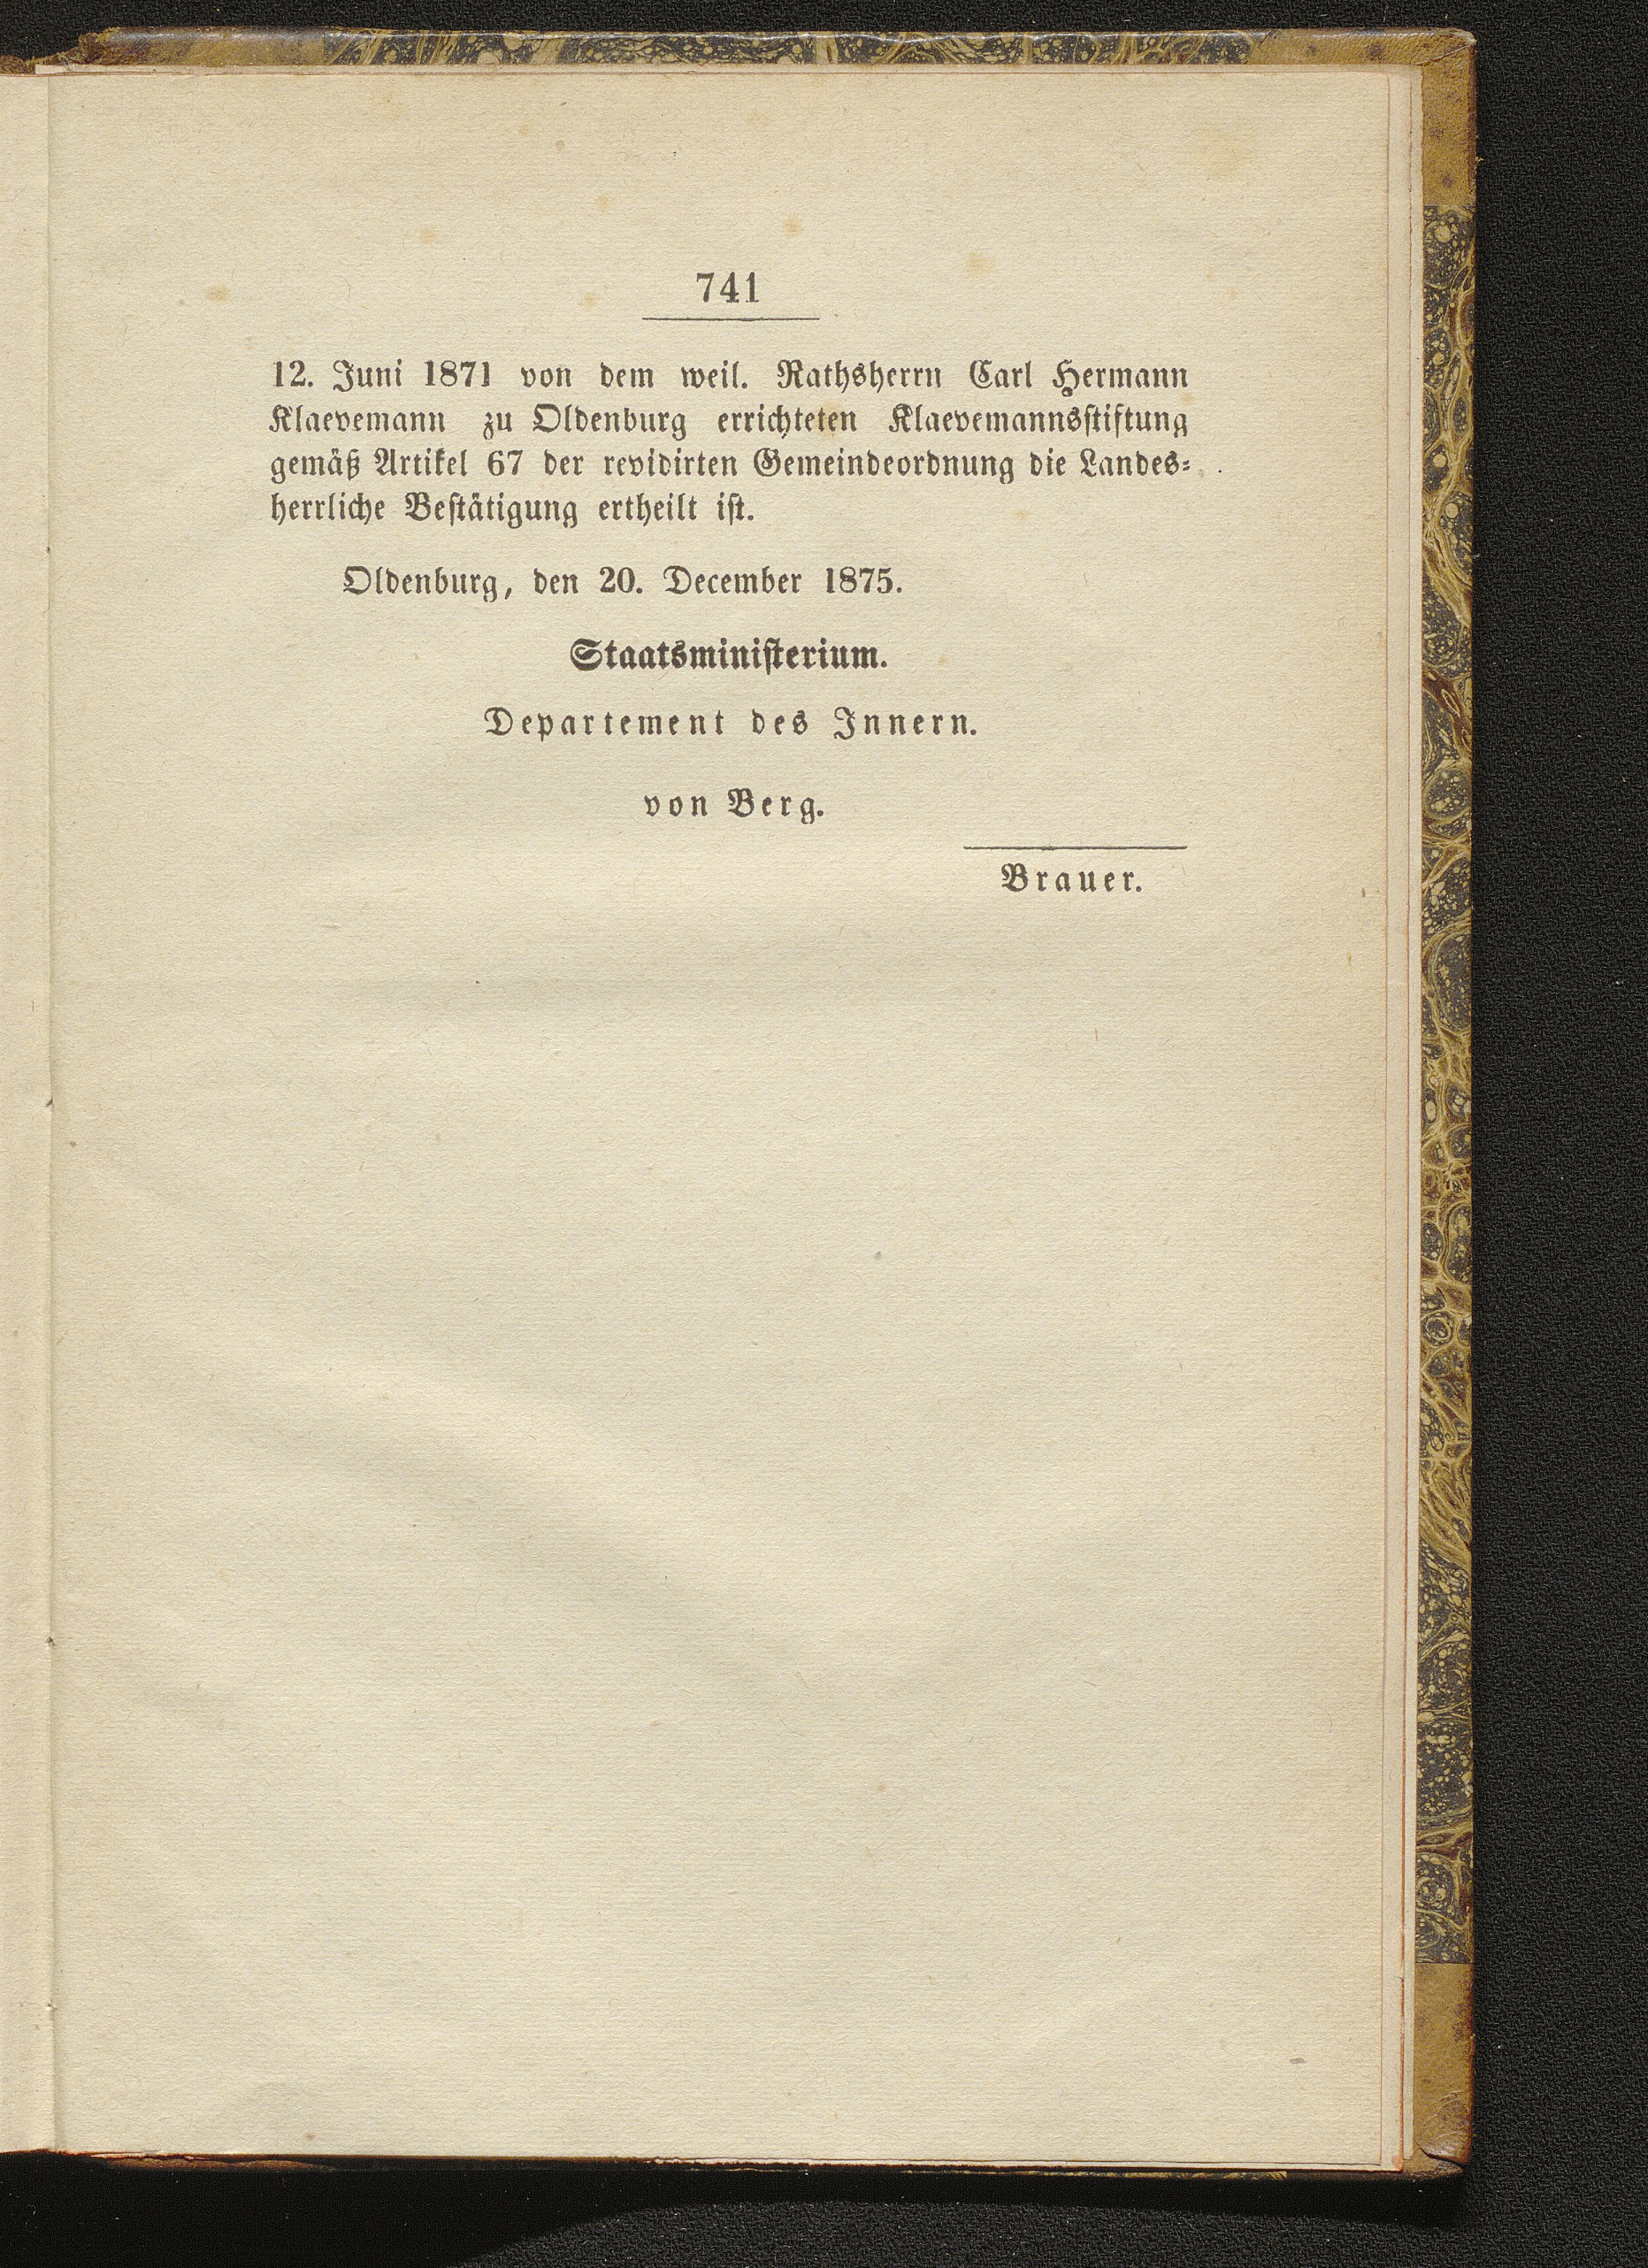 741
12. Juni 1871 von dem weil. Rathsherrn Carl Hermann
Klaevemann zu Oldenburg errichteten Klaevemannsstiftung
gemäß Artikel 67 der revidirten Gemeindeordnung die Landes-
herrliche Bestätigung ertheilt ist.
Oldenburg, den 20. December 1875.
Staatsministerium.
Departement des Innern.
von Berg.
Brauer.